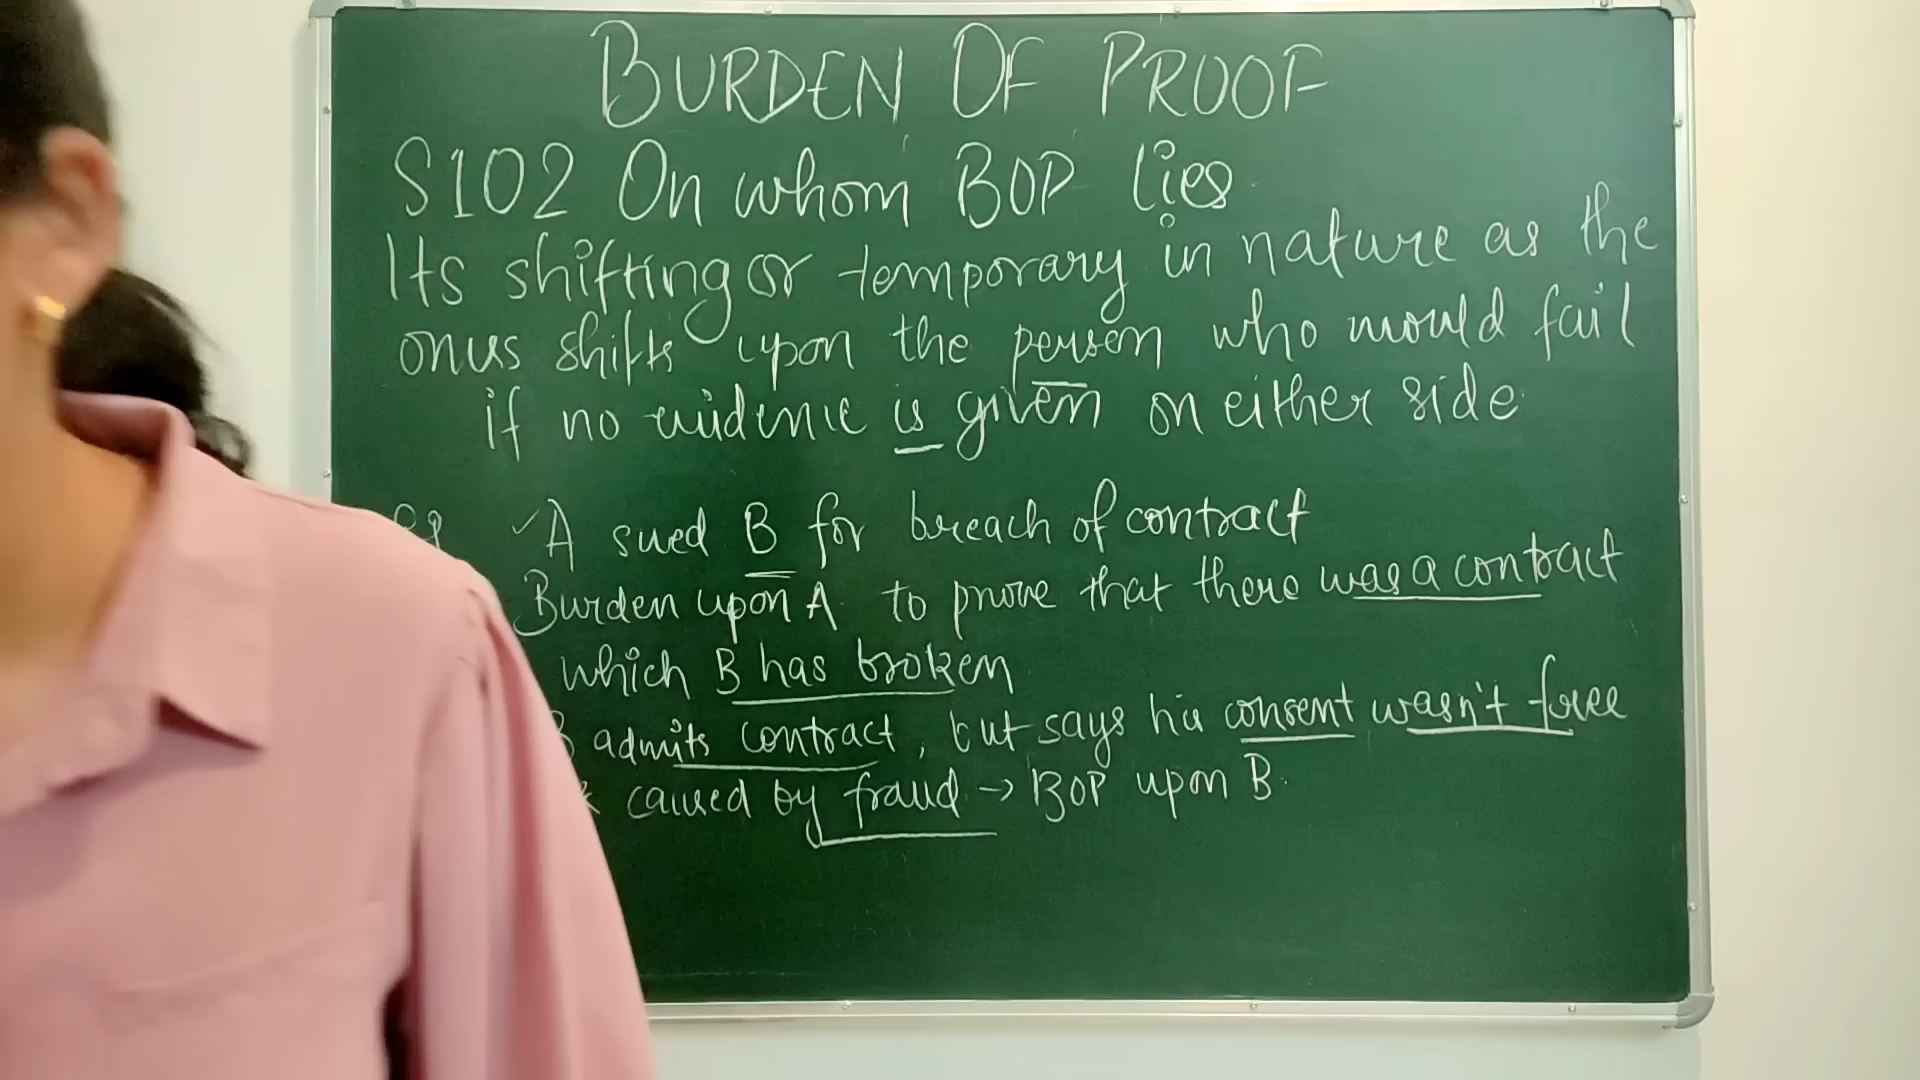 BURDEN OF PROOF
S102 On whom BOP lies
Its shifting or temporary in nature as the
onus shifts upon the person who would fail
if no evidence is given on either side
Eg ✓A sued B for breach of contract
Burden upon A to prove that there was a contract
which B has broken
B admits contract, but says his consent wasn't free
& caused by fraud → BOP upon B.